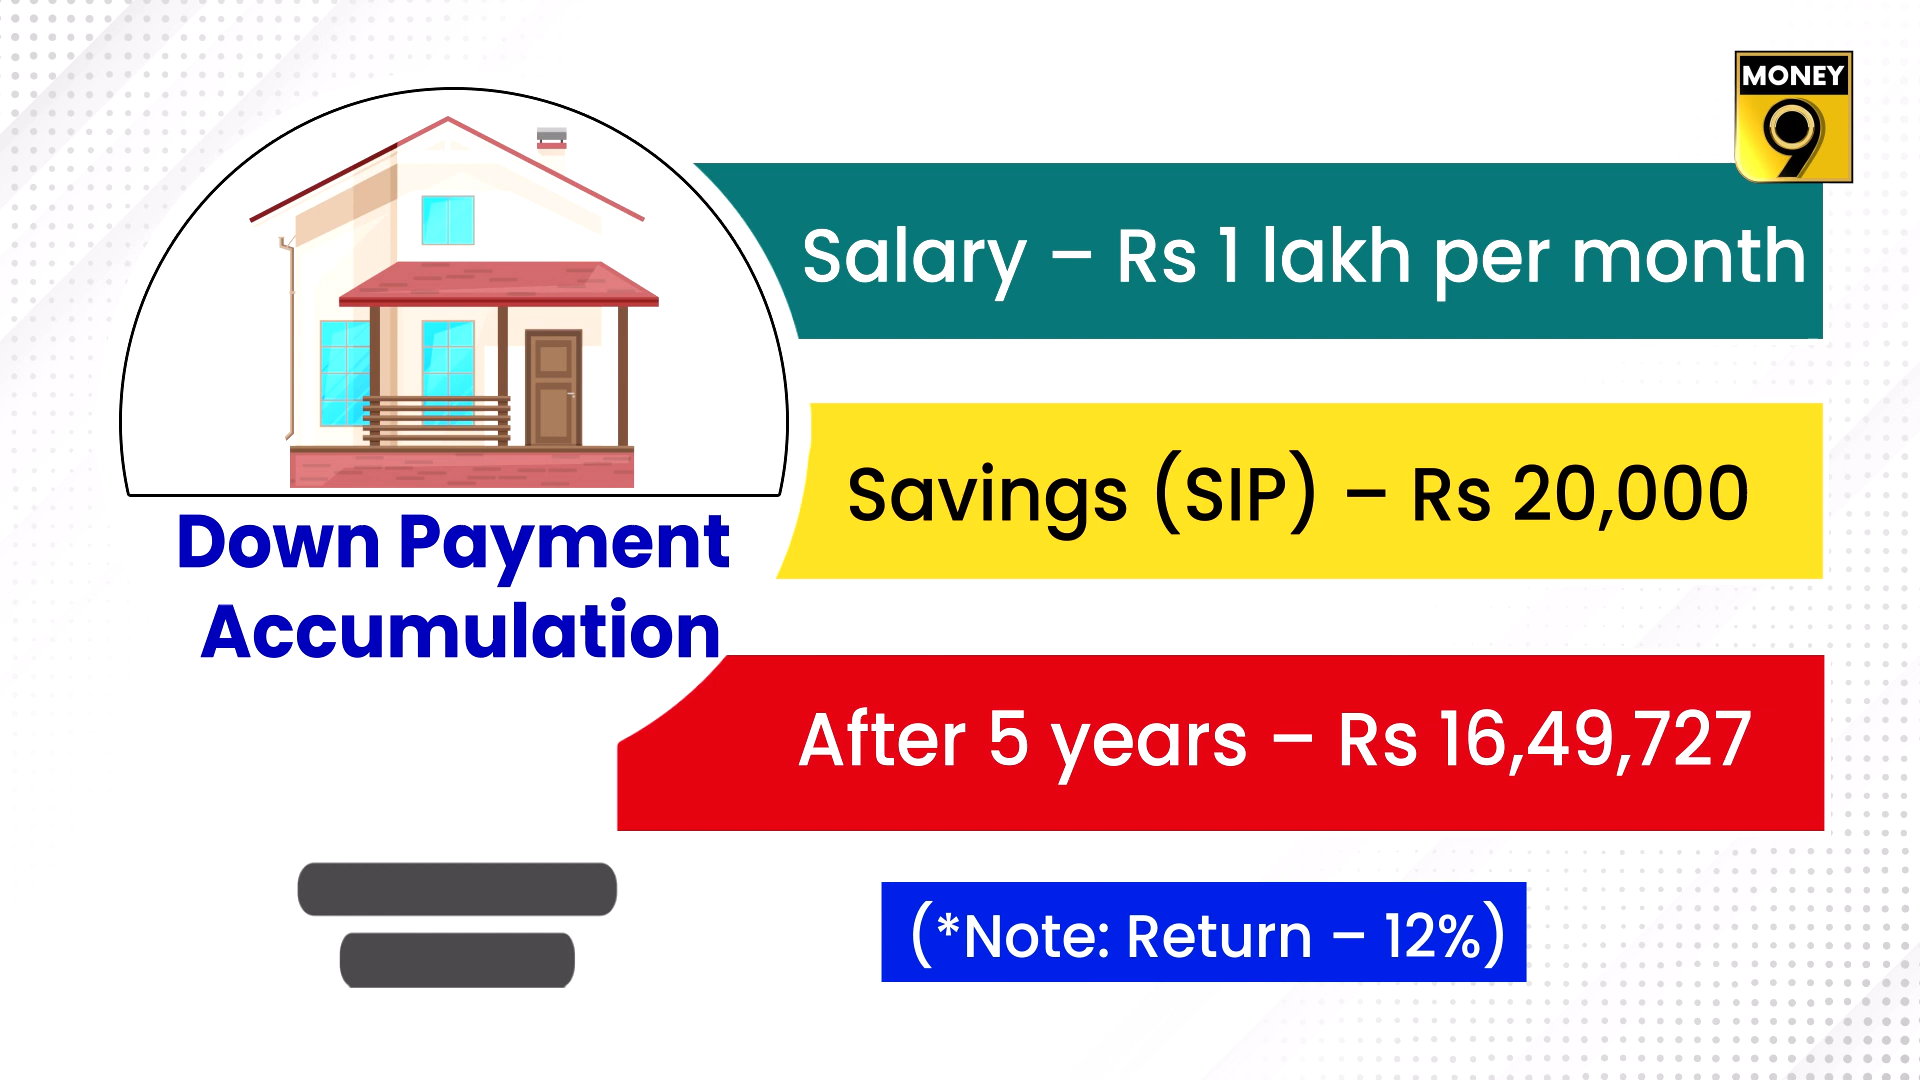 MONEY
9
Salary – Rs 1 lakh per month
Savings (SIP) – Rs 20,000
Down Payment
Accumulation
After 5 years – Rs 16,49,727
(*Note: Return – 12%)